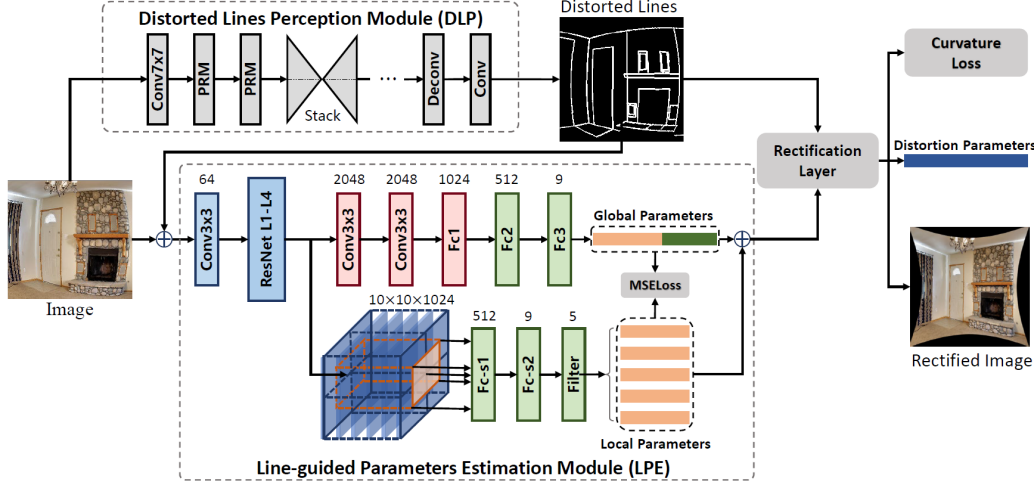 Distorted Lines Perception Module (DLP)
Conv7x7
PRM
PRM
Stack
...
Deconv
Conv
Distorted Lines
Curvature
Loss
Rectification
Layer
Distortion Parameters
Rectified Image
Image
64
Conv3x3
ResNet L1-L4
2048
Conv3x3
2048
Conv3x3
1024
Fc1
512
Fc2
9
Fc3
Global Parameters
MSELoss
10×10×1024
512
Fc-s1
9
Fc-s2
5
Filter
Local Parameters
Line-guided Parameters Estimation Module (LPE)